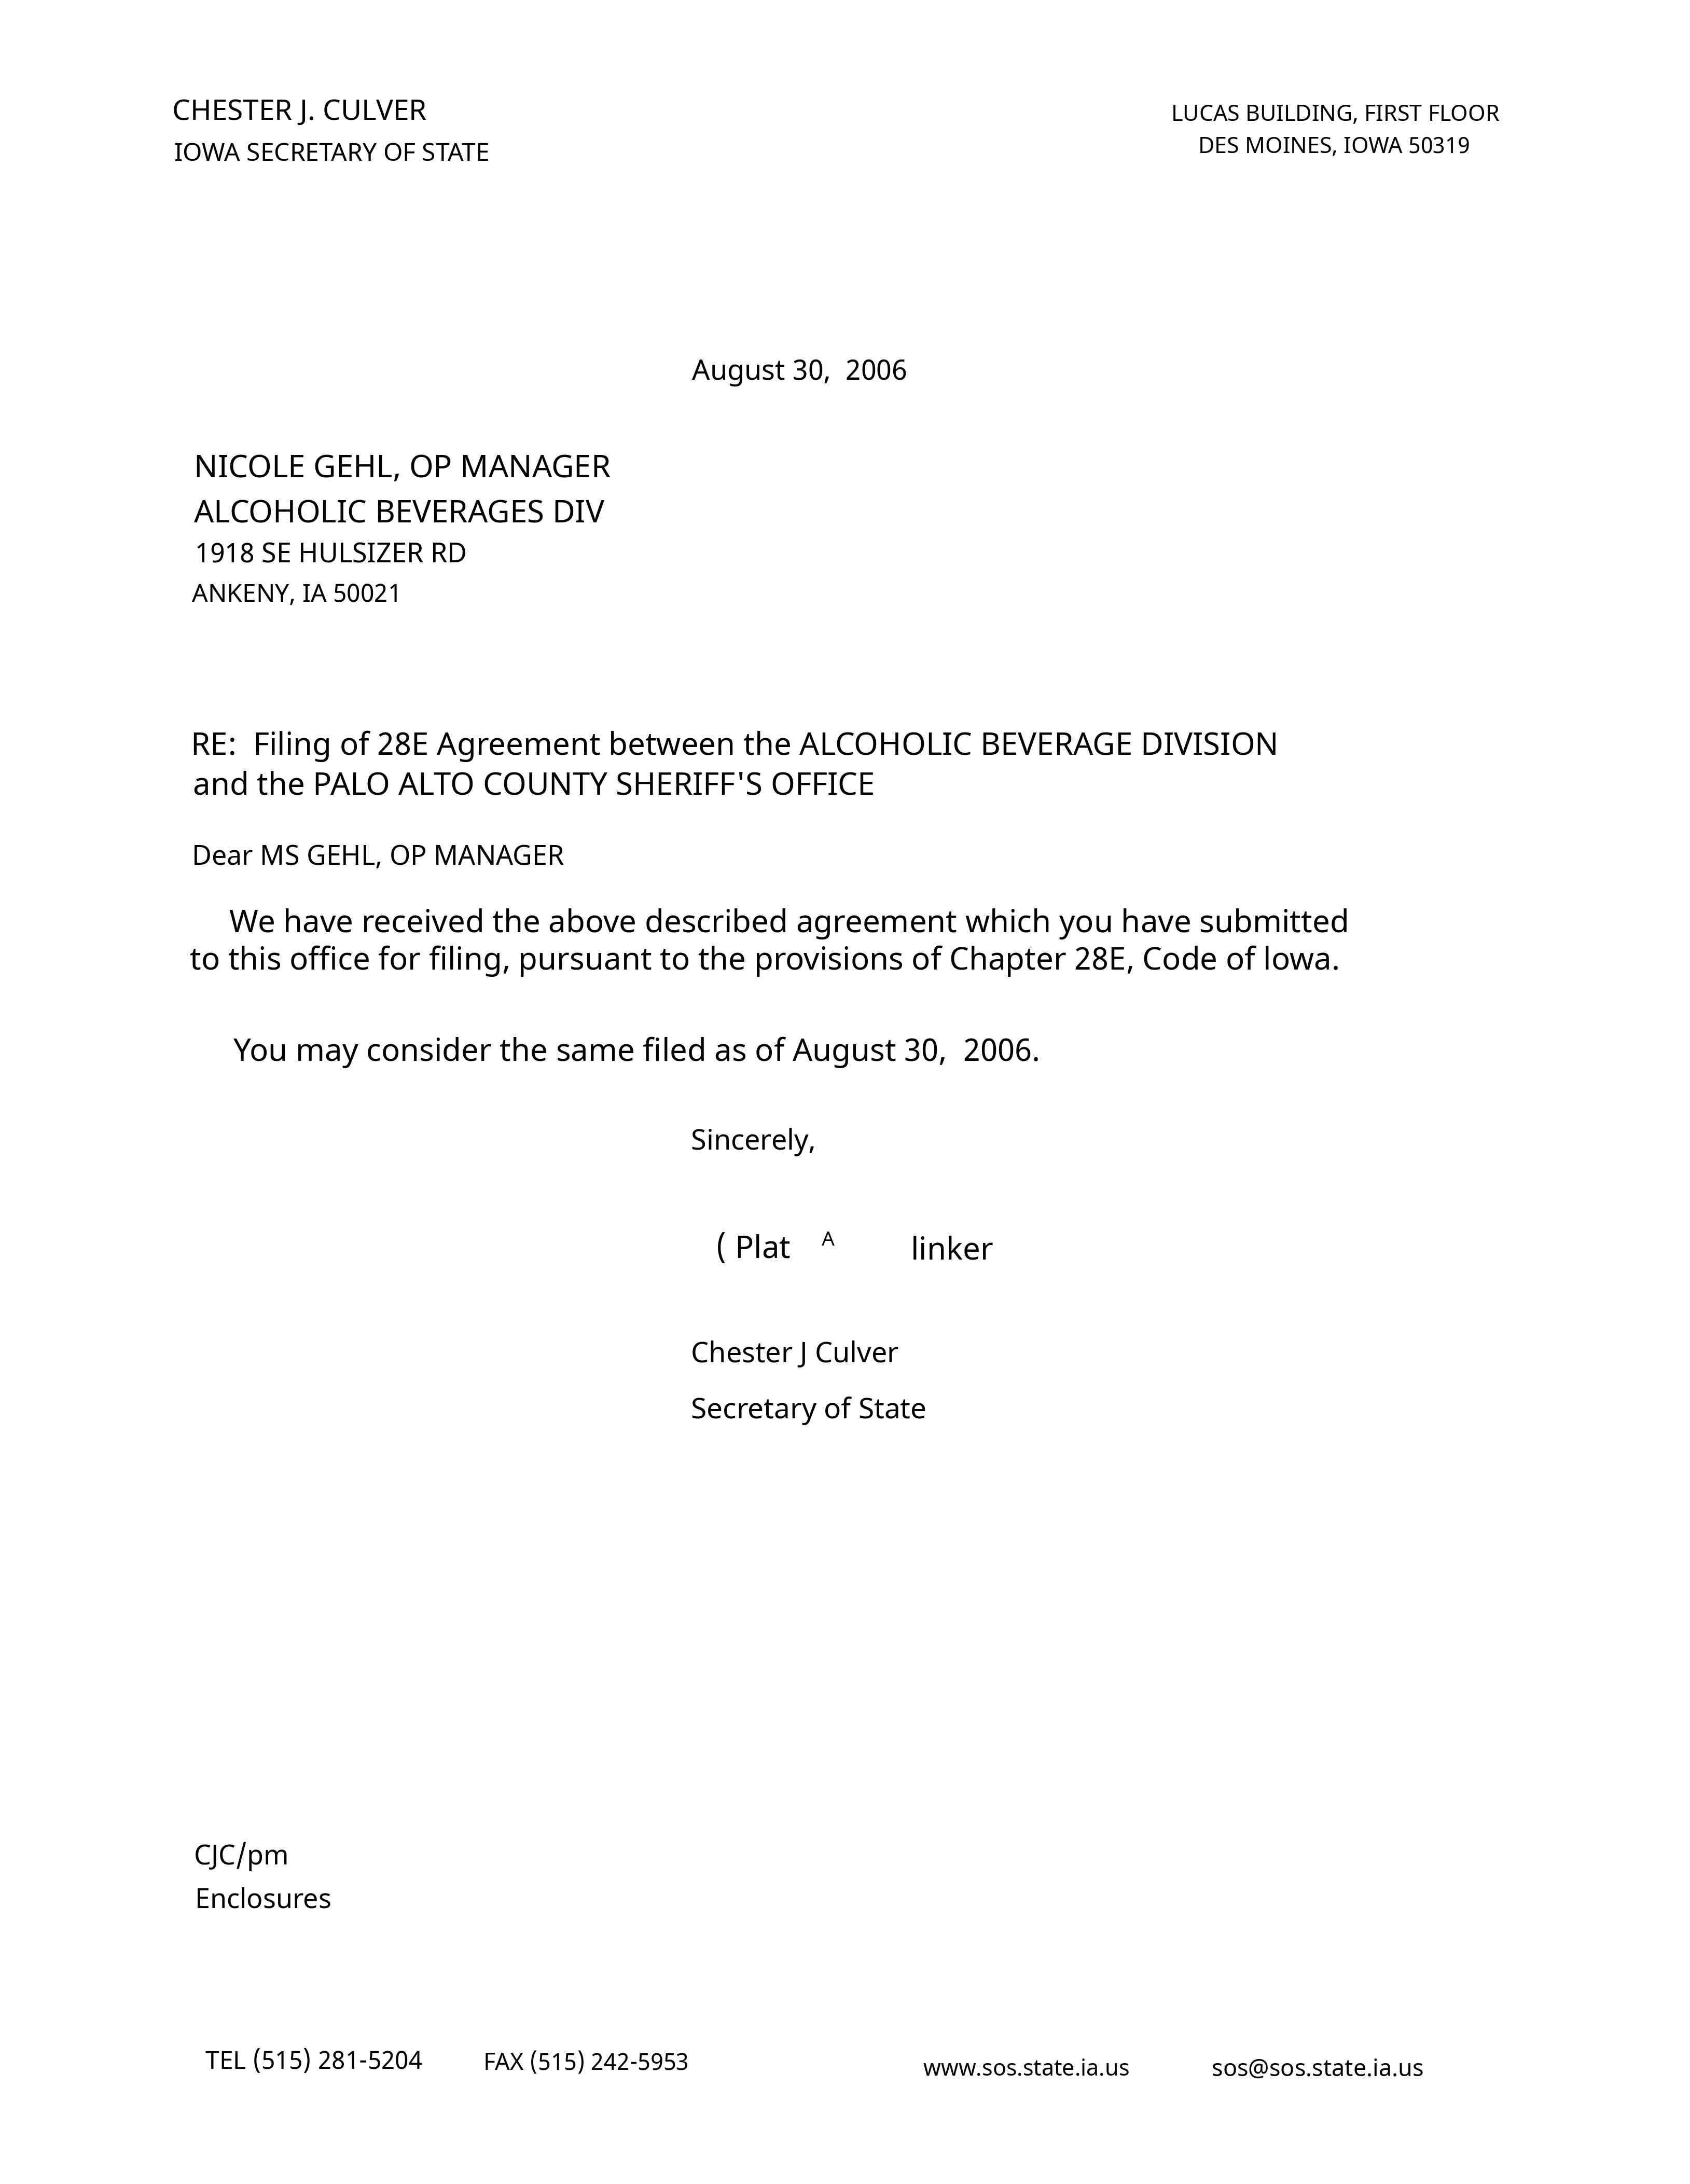 CHESTER J. CULVER
IOWA SECRETARY OF STATE
LUCAS BUILDING, FIRST FLOOR
DES MOINES, IOWA 50319
August 30,  2006
NICOLE GEHL, OP MANAGER
ALCOHOLIC BEVERAGES DIV
1918 SE HULSIZER RD
ANKENY, IA 50021
RE:  Filing of 28E Agreement between the ALCOHOLIC BEVERAGE DIVISION
and the PALO ALTO COUNTY SHERIFF'S OFFICE
Dear MS GEHL, OP MANAGER
We have received the above described agreement which you have submitted
to this office for filing, pursuant to the provisions of Chapter 28E, Code of lowa.
You may consider the same filed as of August 30,  2006.
Sincerely,
( Plat A linker
Chester J Culver
Secretary of State
CJC/pm
Enclosures
TEL (515) 281-5204 FAX (515) 242-5953 www.sos.state.ia.us sos@sos.state.ia.us